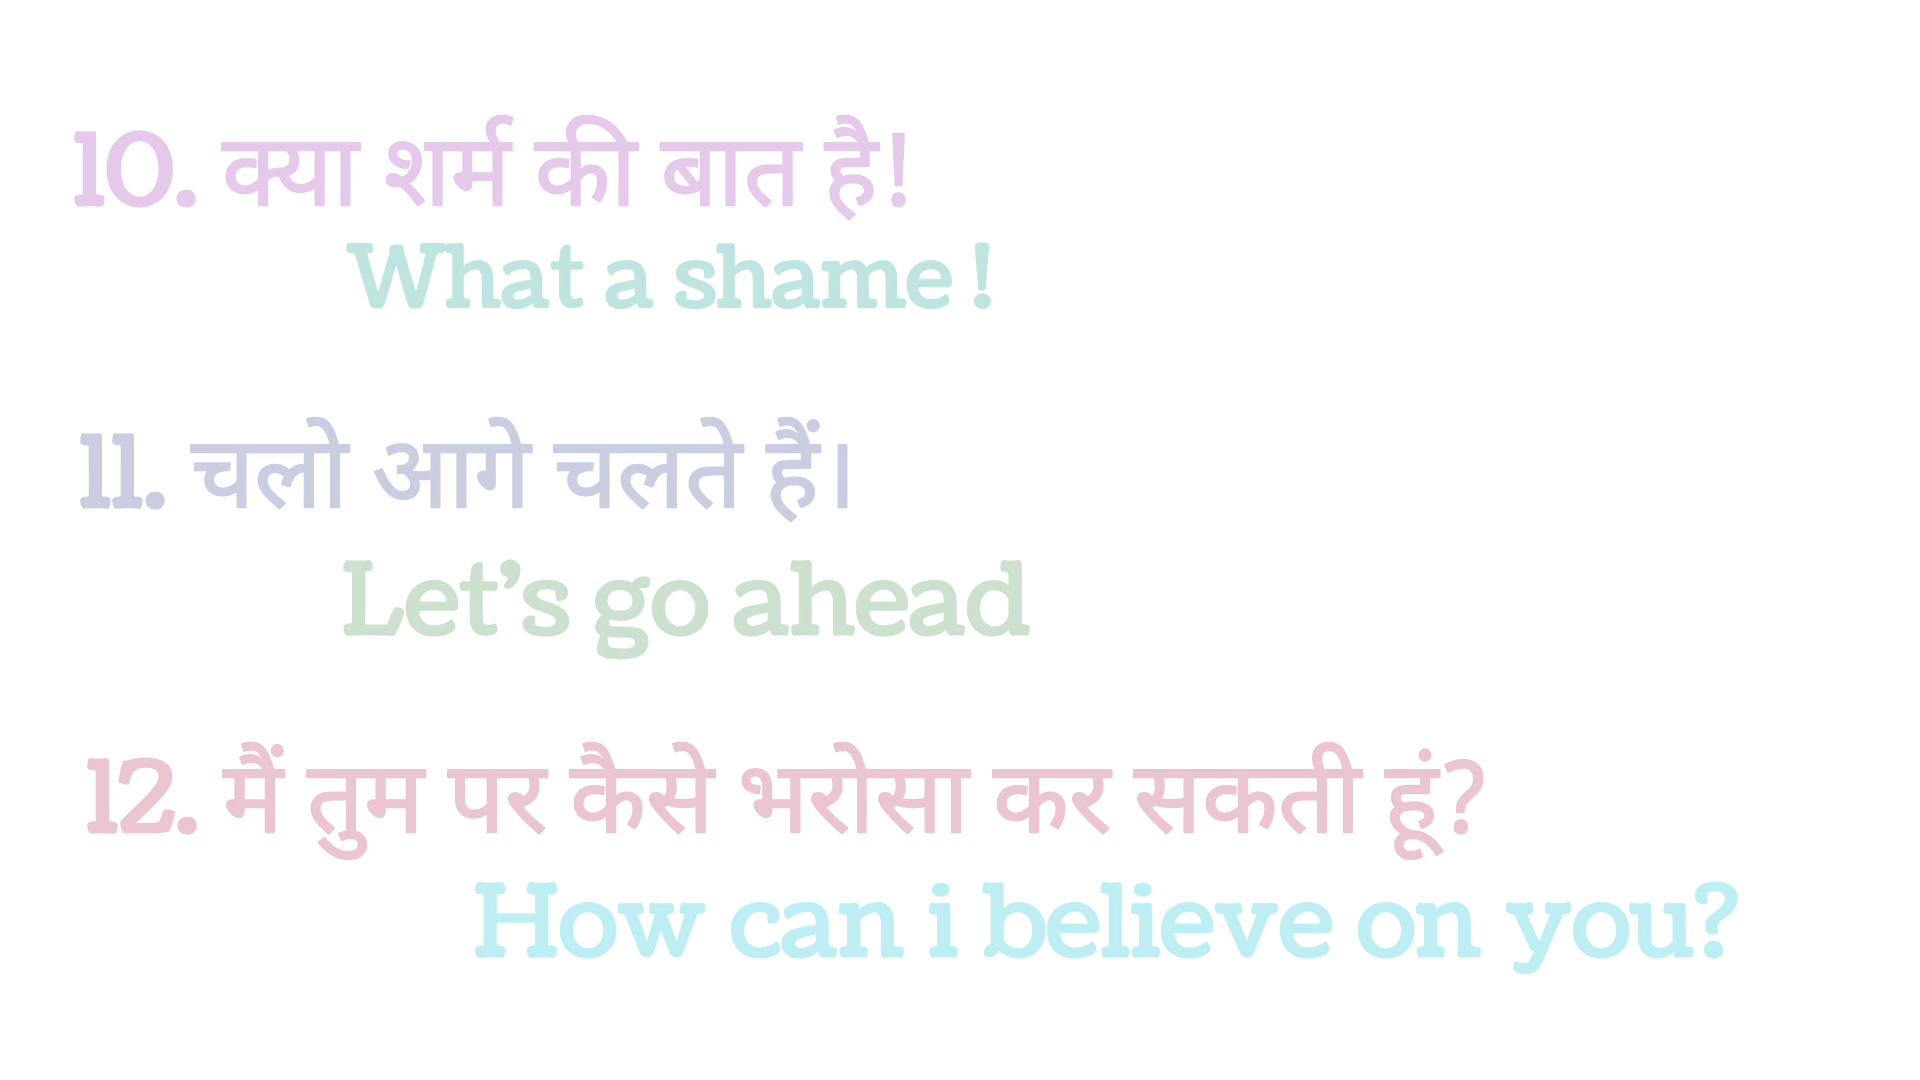 10. क्या शर्म की बात है!
What a shame !
11. चलो आगे चलते हैं।
Let’s go ahead
12. मैं तुम पर कैसे भरोसा कर सकती हूं?
How can i believe on you?